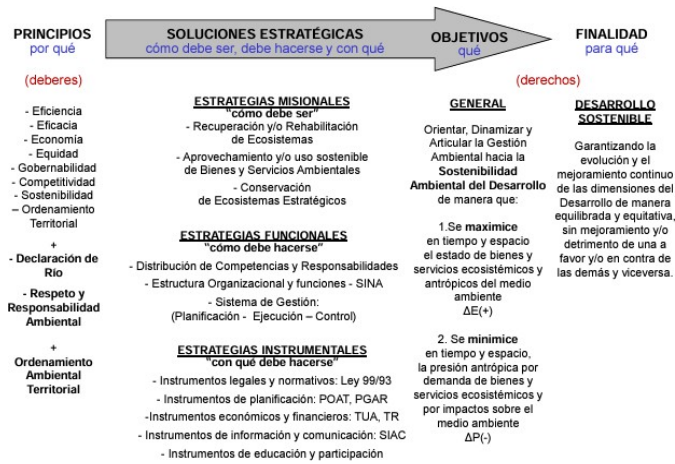 PRINCIPIOS
por qué
(deberes)
- Eficiencia
- Eficacia
- Economía
- Equidad
- Gobernabilidad
- Competitividad
- Sostenibilidad
– Ordenamiento
Territorial
+
- Declaración de
Río
- Respeto y
Responsabilidad
Ambiental
+
Ordenamiento
Ambiental
Territorial
SOLUCIONES ESTRATÉGICAS
cómo debe ser, debe hacerse y con qué
ESTRATEGIAS MISIONALES
"cómo debe ser"
- Recuperación y/o Rehabilitación
de Ecosistemas
- Aprovechamiento y/o uso sostenible
de Bienes y Servicios Ambientales
- Conservación
de Ecosistemas Estratégicos
ESTRATEGIAS FUNCIONALES
"cómo debe hacerse"
- Distribución de Competencias y Responsabilidades
- Estructura Organizacional y funciones - SINA
- Sistema de Gestión:
(Planificación - Ejecución – Control)
ESTRATEGIAS INSTRUMENTALES
"con qué debe hacerse"
- Instrumentos legales y normativos: Ley 99/93
- Instrumentos de planificación: POAT, PGAR
-Instrumentos económicos y financieros: TUA, TR
- Instrumentos de información y comunicación: SIAC
- Instrumentos de educación y participación
OBJETIVOS
qué
(derechos)
GENERAL
Orientar, Dinamizar y
Articular la Gestión
Ambiental hacia la
Sostenibilidad
Ambiental del Desarrollo
de manera que:
1.Se maximice
en tiempo y espacio
el estado de bienes y
servicios ecosistémicos y
antrópicos del medio
ambiente
ΔE(+)
2. Se minimice
en tiempo y espacio,
la presión antrópica por
demanda de bienes y
servicios ecosistémicos y
por impactos sobre el
medio ambiente
ΔP(-)
FINALIDAD
para qué
DESARROLLO
SOSTENIBLE
Garantizando la
evolución y el
mejoramiento continuo
de las dimensiones del
Desarrollo de manera
equilibrada y equitativa,
sin mejoramiento y/o
detrimento de una a
favor y/o en contra de
las demás y viceversa.